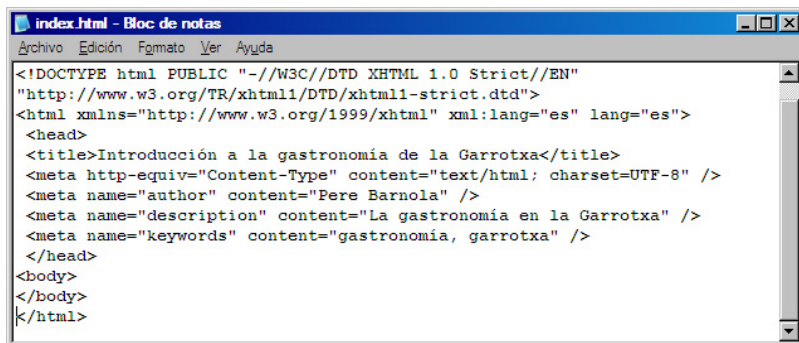 index.html - Bloc de notas
Archivo Edición Formato Ver Ayuda
<!DOCTYPE html PUBLIC "-//W3C//DTD XHTML 1.0 Strict//EN"
"http://www.w3.org/TR/xhtml1/DTD/xhtml1-strict.dtd">
<html xmlns="http://www.w3.org/1999/xhtml" xml:lang="es" lang="es">
<head>
<title>Introducción a la gastronomía de la Garrotxa</title>
<meta http-equiv="Content-Type" content="text/html; charset=UTF-8" />
<meta name="author" content="Pere Barnola" />
<meta name="description" content="La gastronomía en la Garrotxa" />
<meta name="keywords" content="gastronomía, garrotxa" />
</head>
<body>
</body>
</html>